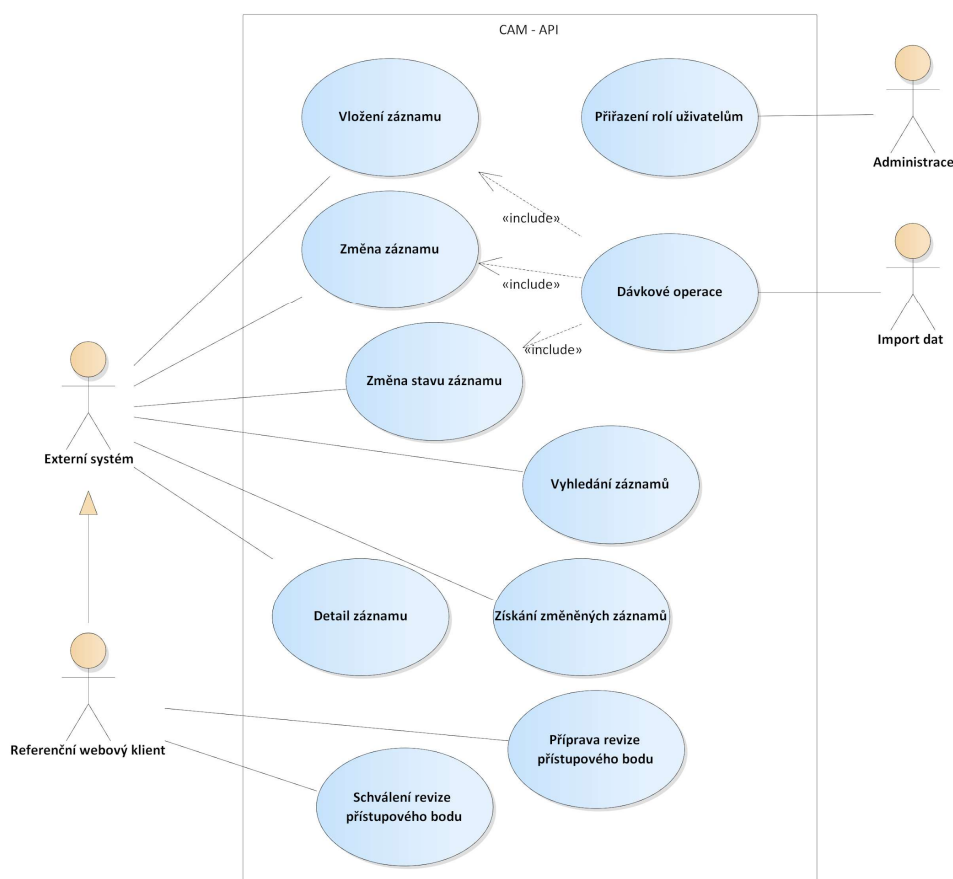 CAM - API
Vložení záznamu
Přiřazení rolí uživatelům
Administrace
«include»
Změna záznamu
«include»
Dávkové operace
Import dat
«include»
Změna stavu záznamu
Externí systém
Vyhledání záznamů
Detail záznamu
Získání změněných záznamů
Referenční webový klient
Příprava revize
přístupového bodu
Schválení revize
přístupového bodu